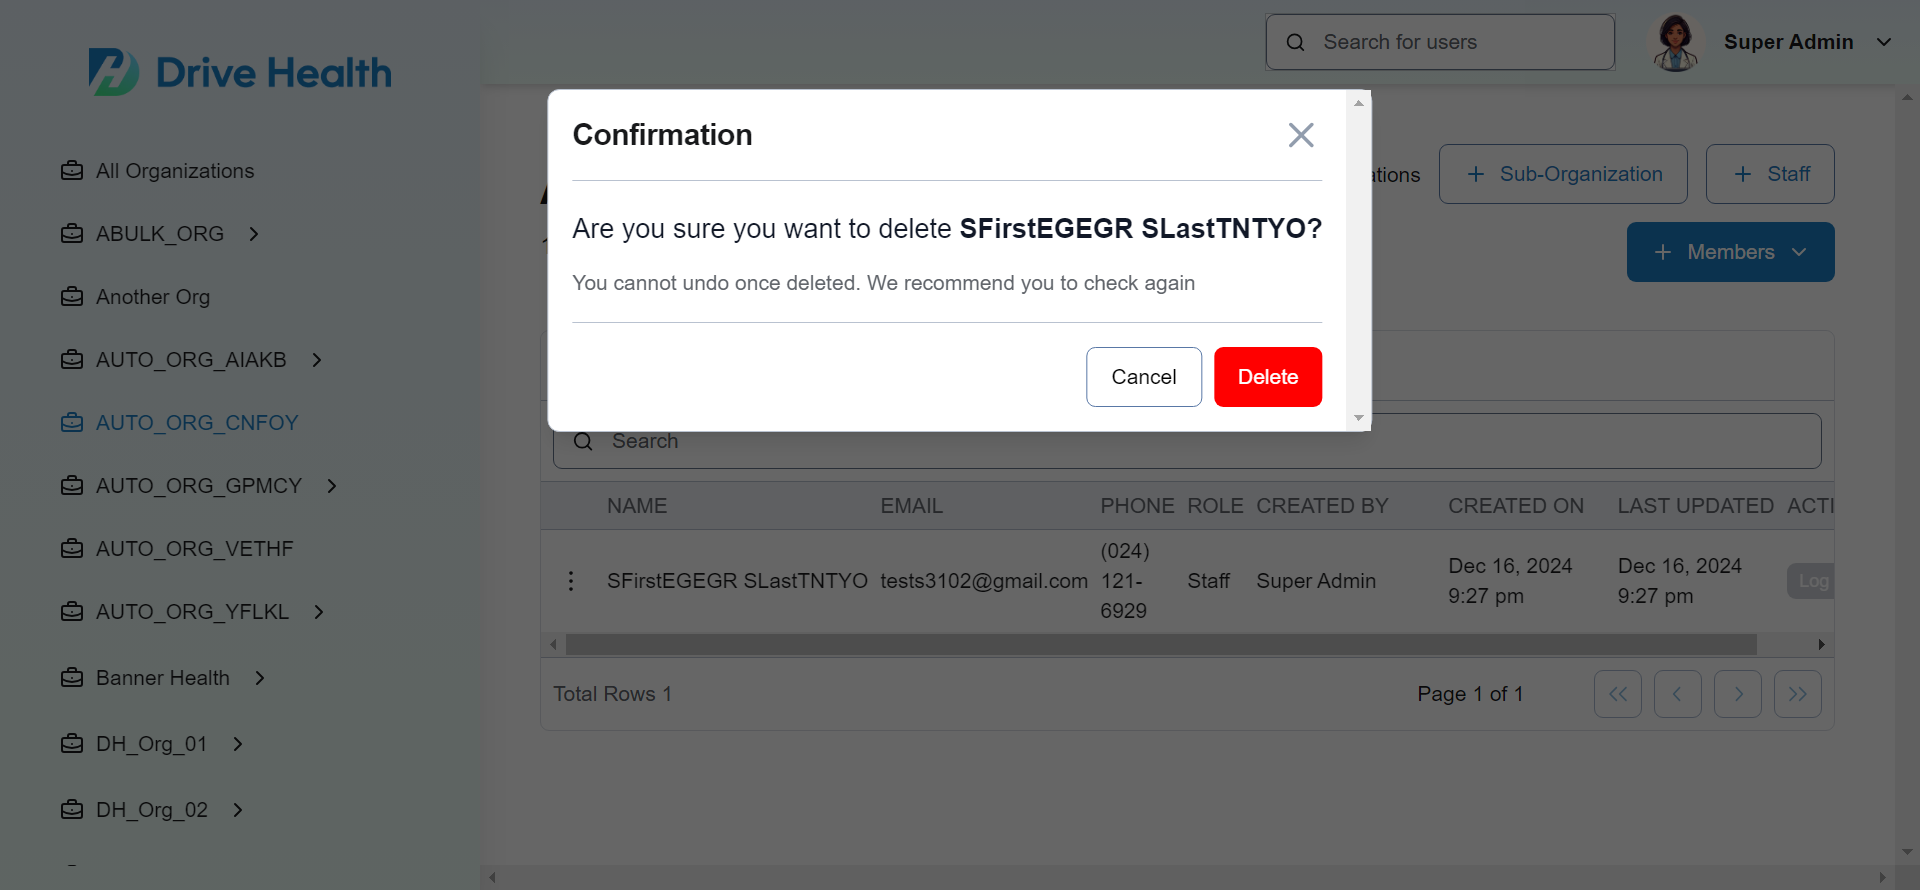 Drive Health
Search for users
Super Admin
All Organizations
ABULK_ORG
Another Org
AUTO_ORG_AIAKB
AUTO_ORG_CNFOY
AUTO_ORG_GPMCY
AUTO_ORG_VETHF
AUTO_ORG_YFLKL
Banner Health
DH_Org_01
DH_Org_02
Confirmation
Are you sure you want to delete SFirstEGEGR SLastTNTYO?
You cannot undo once deleted. We recommend you to check again
Cancel
Delete
Sub-Organization
Staff
Members
Search
NAME EMAIL PHONE ROLE CREATED BY CREATED ON LAST UPDATED ACTI
SFirstEGEGR SLastTNTYO tests3102@gmail.com (024) 121-6929 Staff Super Admin Dec 16, 2024 9:27 pm Dec 16, 2024 9:27 pm Log
Total Rows 1
Page 1 of 1